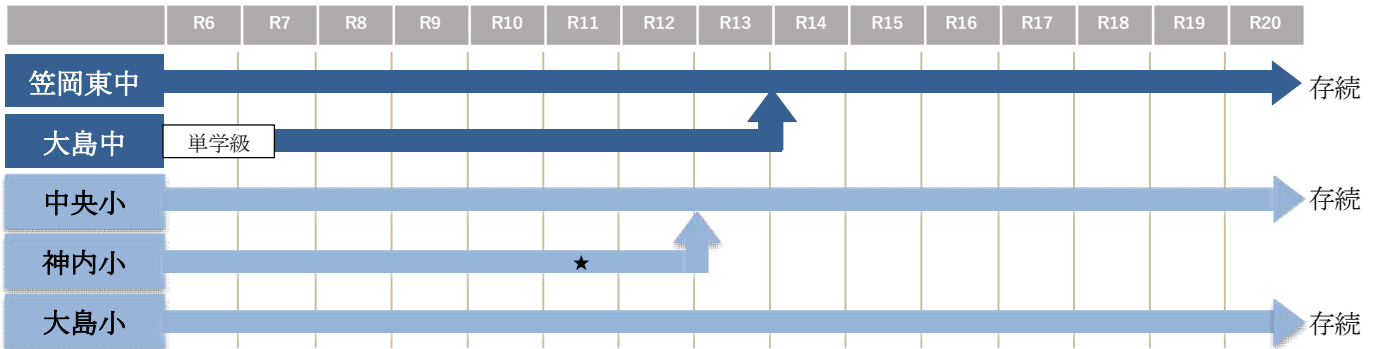 R6 R7 R8 R9 R10 R11 R12 R13 R14 R15 R16 R17 R18 R19 R20
笠岡東中 存続
大島中 単学級
中央小 存続
神内小 ★
大島小 存続